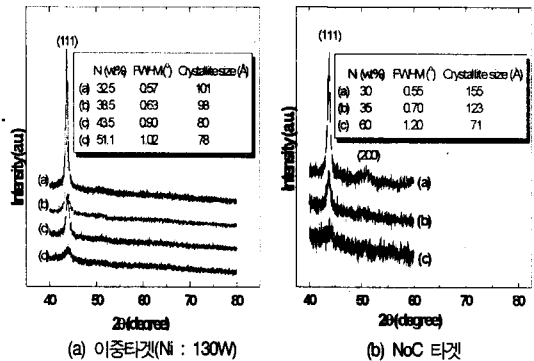 (111)
N (wt%) FWHM(°) Crystallite size (Å)
(a) 32.5 0.57 101
(b) 38.5 0.63 98
(c) 43.5 0.90 80
(d) 51.1 1.02 78
(a)
(b)
(c)
(d)
Intensity(a.u.)
40 50 60 70 80
2θ(degree)
(a) 이중타겟(Ni : 130W)
(111)
N (wt%) FWHM(°) Crystallite size (Å)
(a) 30 0.55 155
(b) 35 0.70 123
(c) 60 1.20 71
(200)
(a)
(b)
(c)
Intensity(a.u.)
40 50 60 70 80
2θ(degree)
(b) NoC 타겟